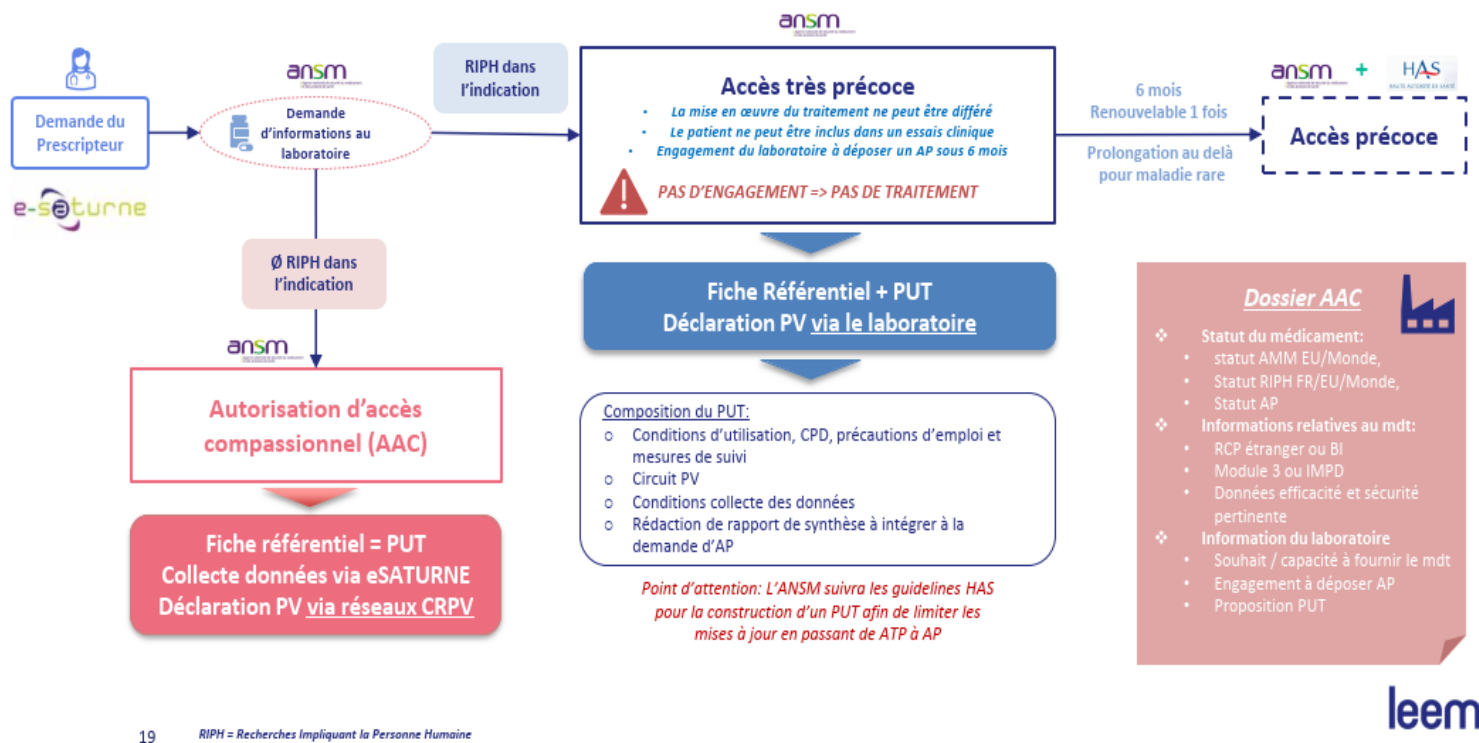 ansm
Demande du
Prescripteur
e-saturne
ansm
Demande
d'informations au
laboratoire
RIPH dans
l'indication
Ø RIPH dans
l'indication
ansm
Autorisation d'accès
compassionnel (AAC)
Fiche référentiel = PUT
Collecte données via eSATURNE
Déclaration PV via réseaux CRPV
Accès très précoce
• La mise en œuvre du traitement ne peut être différé
• Le patient ne peut être inclus dans un essais clinique
• Engagement du laboratoire à déposer un AP sous 6 mois
PAS D'ENGAGEMENT => PAS DE TRAITEMENT
Fiche Référentiel + PUT
Déclaration PV via le laboratoire
Composition du PUT:
o Conditions d'utilisation, CPD, précautions d'emploi et
mesures de suivi
o Circuit PV
o Conditions collecte des données
o Rédaction de rapport de synthèse à intégrer à la
demande d'AP
Point d'attention: L'ANSM suivra les guidelines HAS
pour la construction d'un PUT afin de limiter les
mises à jour en passant de ATP à AP
6 mois
Renouvelable 1 fois
Prolongation au delà
pour maladie rare
ansm + HAS
HAUTE AUTORITÉ DE SANTÉ
Accès précoce
Dossier AAC
❖ Statut du médicament:
• statut AMM EU/Monde,
• Statut RIPH FR/EU/Monde,
• Statut AP
❖ Informations relatives au mdt:
• RCP étranger ou BI
• Module 3 ou IMPD
• Données efficacité et sécurité
pertinente
❖ Information du laboratoire
• Souhait / capacité à fournir le mdt
• Engagement à déposer AP
• Proposition PUT
leem
19 RIPH = Recherches Impliquant la Personne Humaine